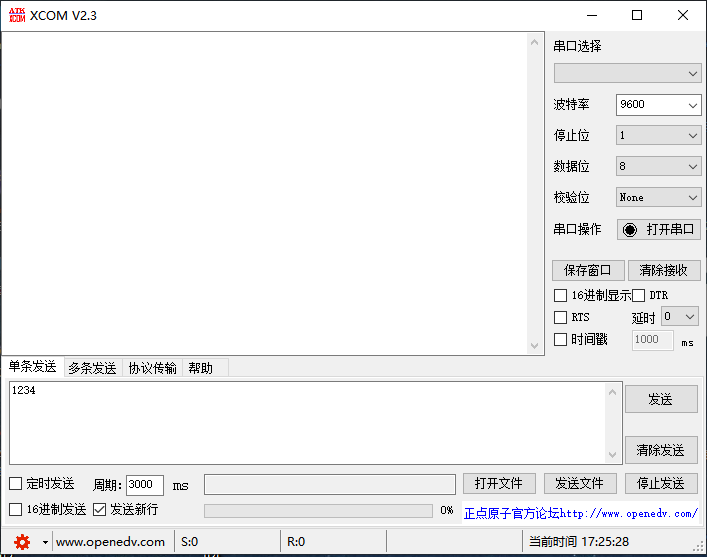 ATK XCOM XCOM V2.3
串口选择
波特率 9600
停止位 1
数据位 8
校验位 None
串口操作 打开串口
保存窗口 清除接收
16进制显示 DTR
RTS 延时 0
时间戳 1000 ms
单条发送 多条发送 协议传输 帮助
1234
发送
清除发送
定时发送 周期: 3000 ms 打开文件 发送文件 停止发送
16进制发送 发送新行 0% 正点原子官方论坛http://www.openedv.com/
www.openedv.com S:0 R:0 当前时间 17:25:28